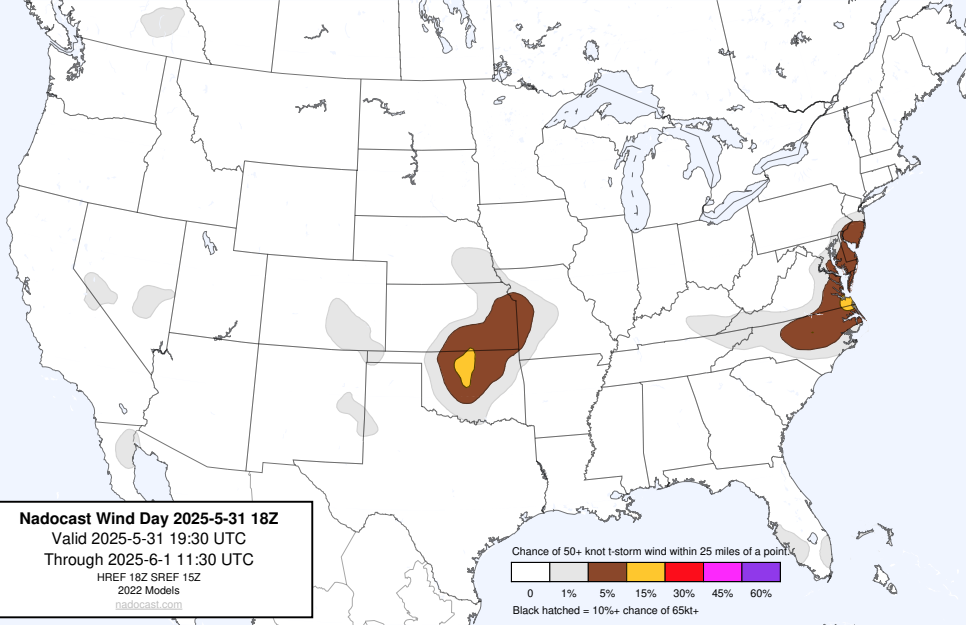 Nadocast Wind Day 2025-5-31 18Z
Valid 2025-5-31 19:30 UTC
Through 2025-6-1 11:30 UTC
HREF 18Z SREF 15Z
2022 Models
nadocast.com
Chance of 50+ knot t-storm wind within 25 miles of a point.
0 1% 5% 15% 30% 45% 60%
Black hatched = 10%+ chance of 65kt+